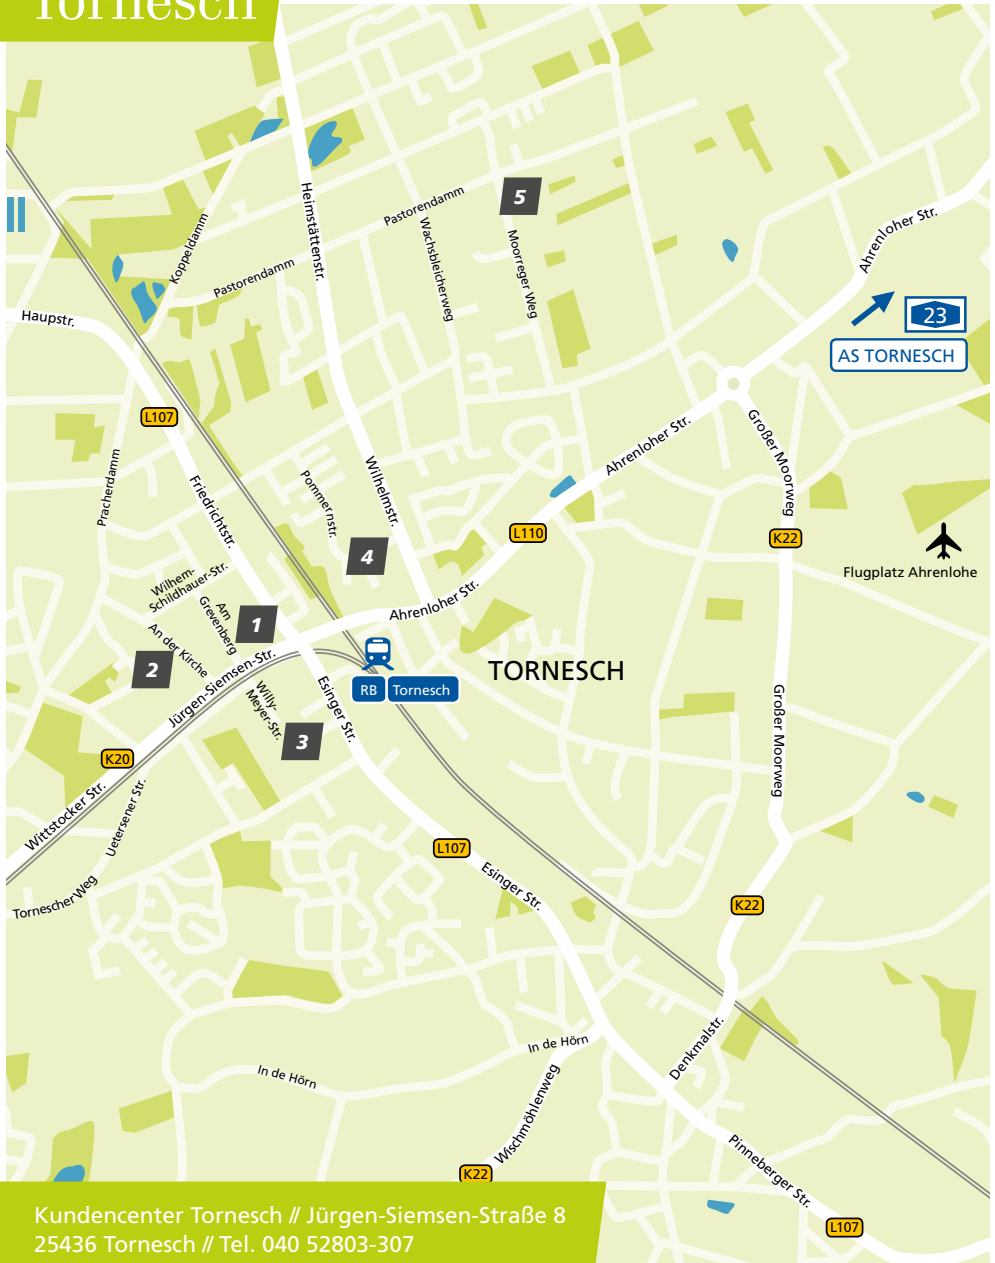 Tornesch
Heimstättenstr.
Pastorendamm
5
Koppeldamm
Wachsbleicherweg
Moorreger Weg
Ahrenloher Str.
Pastorendamm
23
AS TORNESCH
Haupstr.
L107
Großer Moorweg
Ahrenloher Str.
Pracherdamm
Friedrichtstr.
Pommernstr.
Wilhelmstr.
L110
K22
4
Flugplatz Ahrenlohe
Wilhem-
Schildhauer-Str.
Am
Grevenberg
1
Ahrenloher Str.
An der Kirche
2
Jürgen-Siemsen-Str.
RB
Tornesch
TORNESCH
Willy-
Meyer-Str.
Esinger Str.
3
Großer Moorweg
K20
Wittstocker Str.
Uetersener Str.
L107
Esinger Str.
Tornescher Weg
K22
In de Hörn
In de Hörn
Denkmalstr.
Wischmöhlenweg
K22
Pinneberger Str.
L107
Kundencenter Tornesch // Jürgen-Siemsen-Straße 8
25436 Tornesch // Tel. 040 52803-307